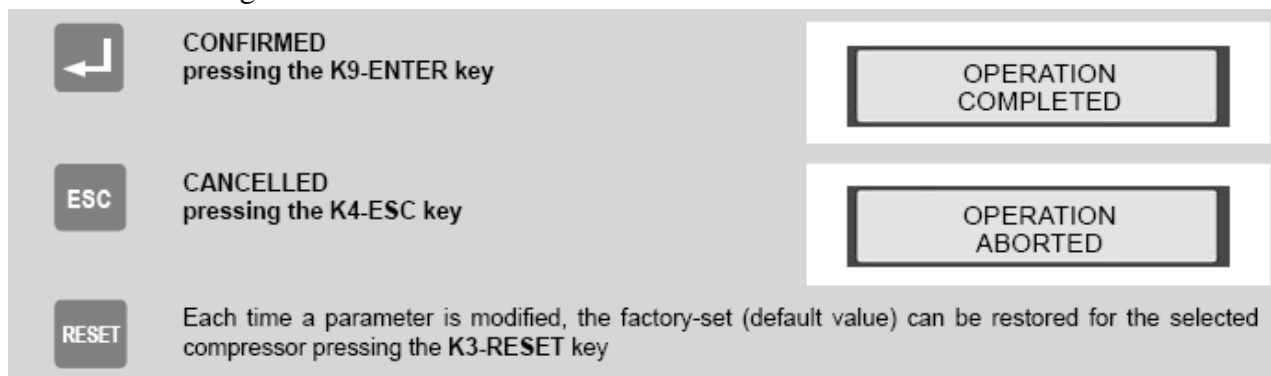 CONFIRMED
pressing the K9-ENTER key
OPERATION
COMPLETED
ESC
CANCELLED
pressing the K4-ESC key
OPERATION
ABORTED
RESET
Each time a parameter is modified, the factory-set (default value) can be restored for the selected
compressor pressing the K3-RESET key